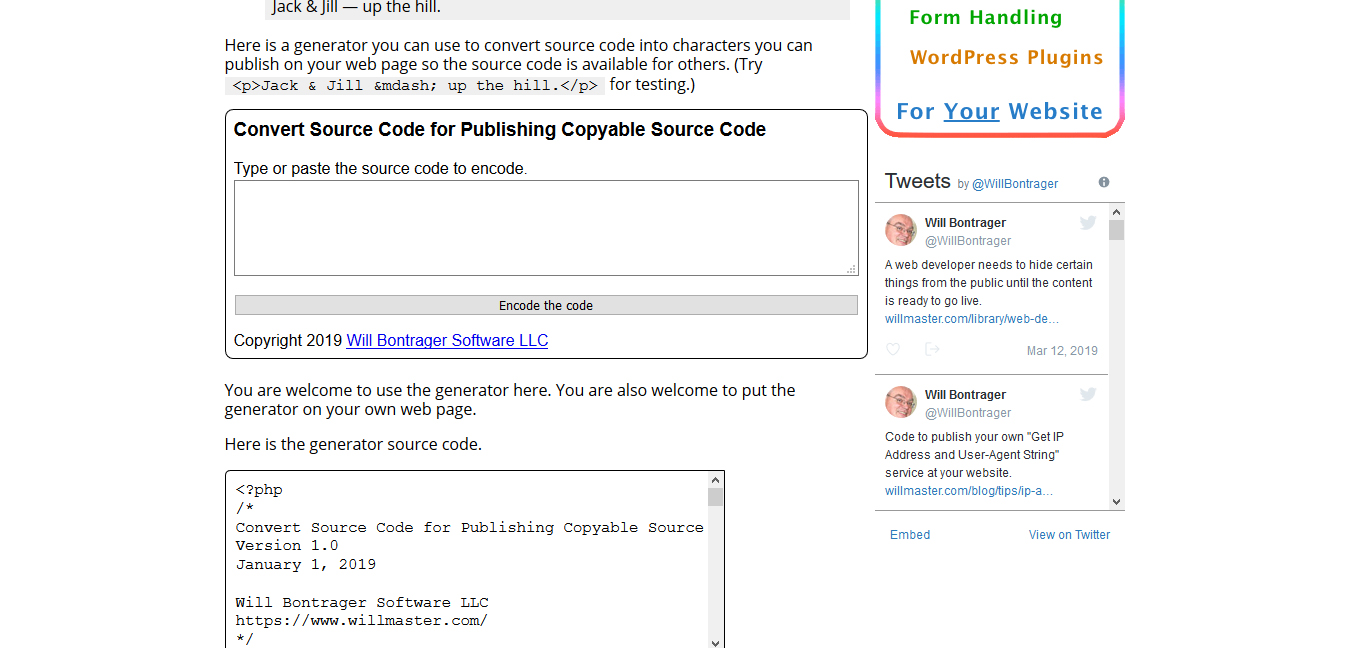 Jack & Jill — up the hill.
Here is a generator you can use to convert source code into characters you can
publish on your web page so the source code is available for others. (Try
<p>Jack & Jill &mdash; up the hill.</p> for testing.)
Convert Source Code for Publishing Copyable Source Code
Type or paste the source code to encode.
Encode the code
Copyright 2019 Will Bontrager Software LLC
You are welcome to use the generator here. You are also welcome to put the
generator on your own web page.
Here is the generator source code.
<?php
/*
Convert Source Code for Publishing Copyable Source
Version 1.0
January 1, 2019
Will Bontrager Software LLC
https://www.willmaster.com/
*/
Form Handling
WordPress Plugins
For Your Website
Tweets by @WillBontrager
Will Bontrager
@WillBontrager
A web developer needs to hide certain
things from the public until the content
is ready to go live.
willmaster.com/library/web-de…
Mar 12, 2019
Will Bontrager
@WillBontrager
Code to publish your own "Get IP
Address and User-Agent String"
service at your website.
willmaster.com/blog/tips/ip-a…
Embed View on Twitter